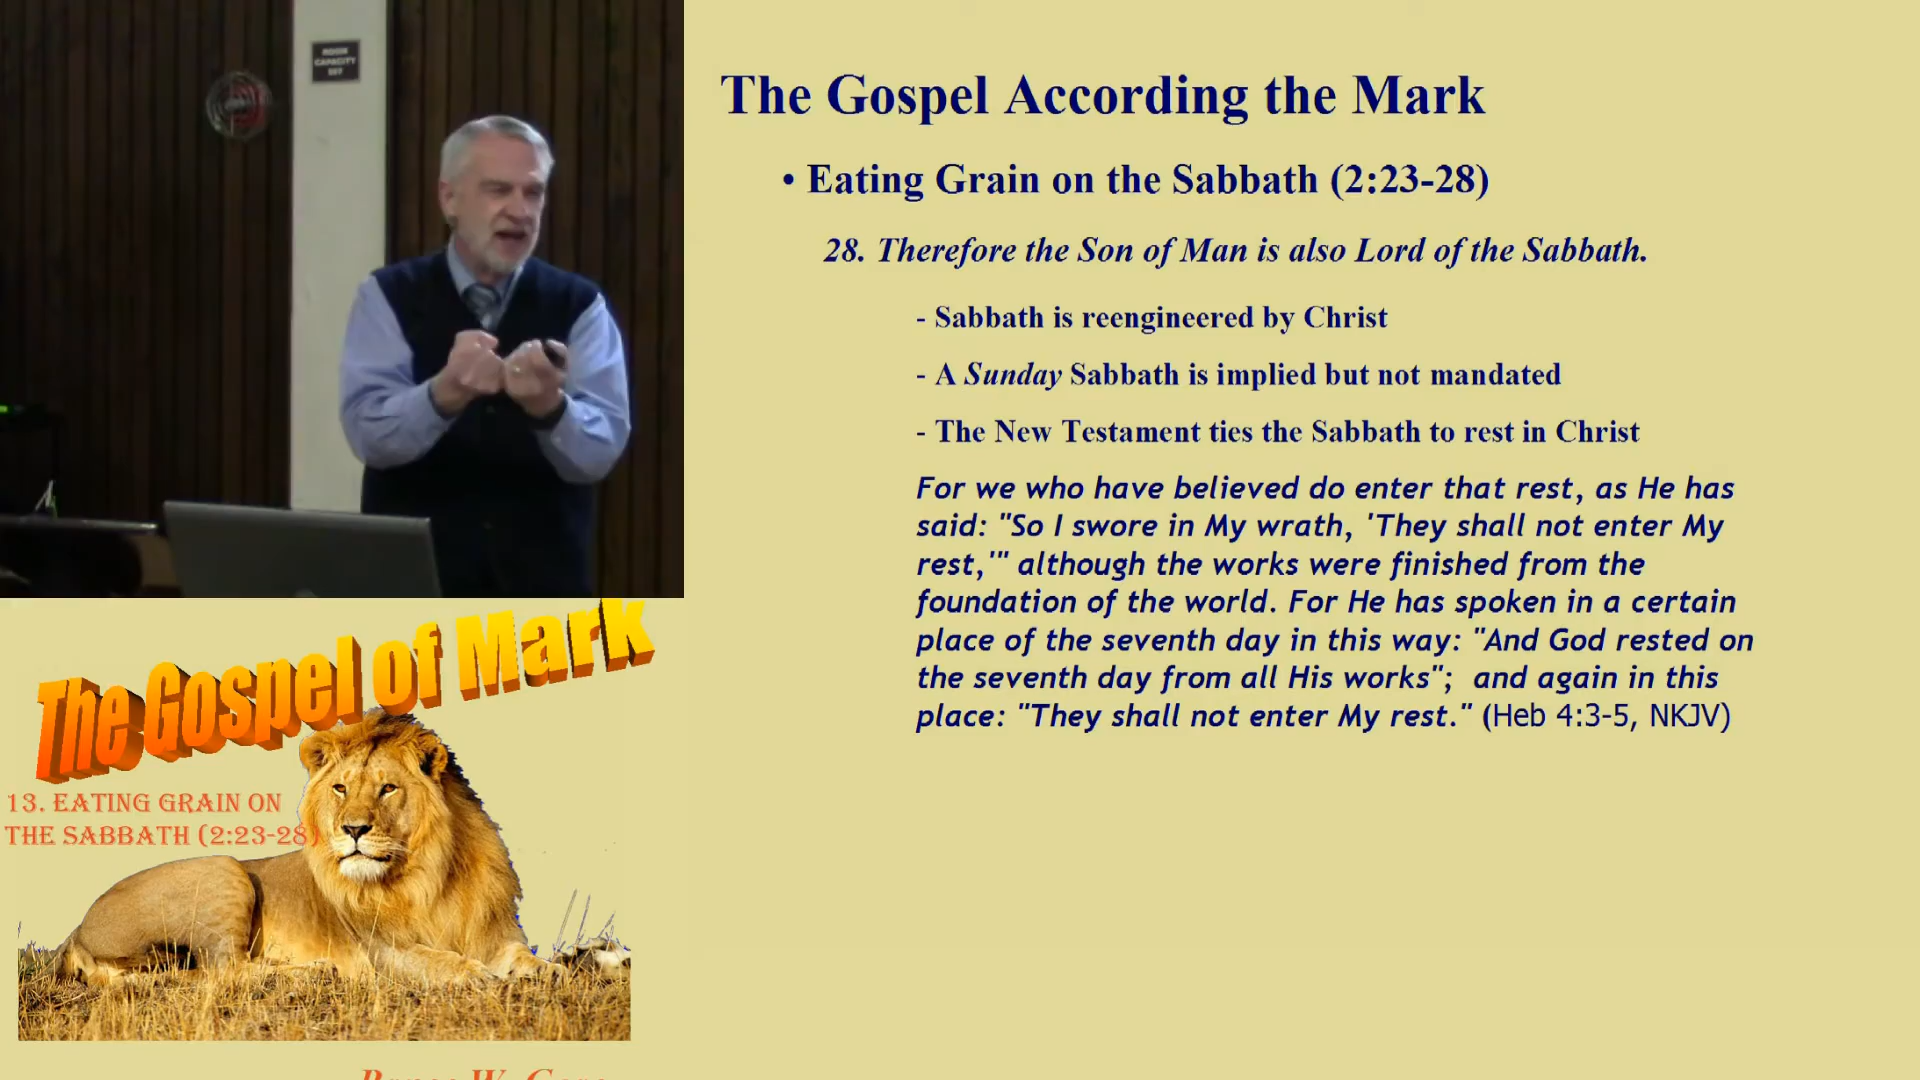 ROOM
CAPACITY
The Gospel According the Mark
• Eating Grain on the Sabbath (2:23-28)
28. Therefore the Son of Man is also Lord of the Sabbath.
- Sabbath is reengineered by Christ
- A Sunday Sabbath is implied but not mandated
- The New Testament ties the Sabbath to rest in Christ
For we who have believed do enter that rest, as He has
said: "So I swore in My wrath, 'They shall not enter My
rest,'" although the works were finished from the
foundation of the world. For He has spoken in a certain
place of the seventh day in this way: "And God rested on
the seventh day from all His works";  and again in this
place: "They shall not enter My rest." (Heb 4:3-5, NKJV)
The Gospel of Mark
13. EATING GRAIN ON
THE SABBATH (2:23-28)